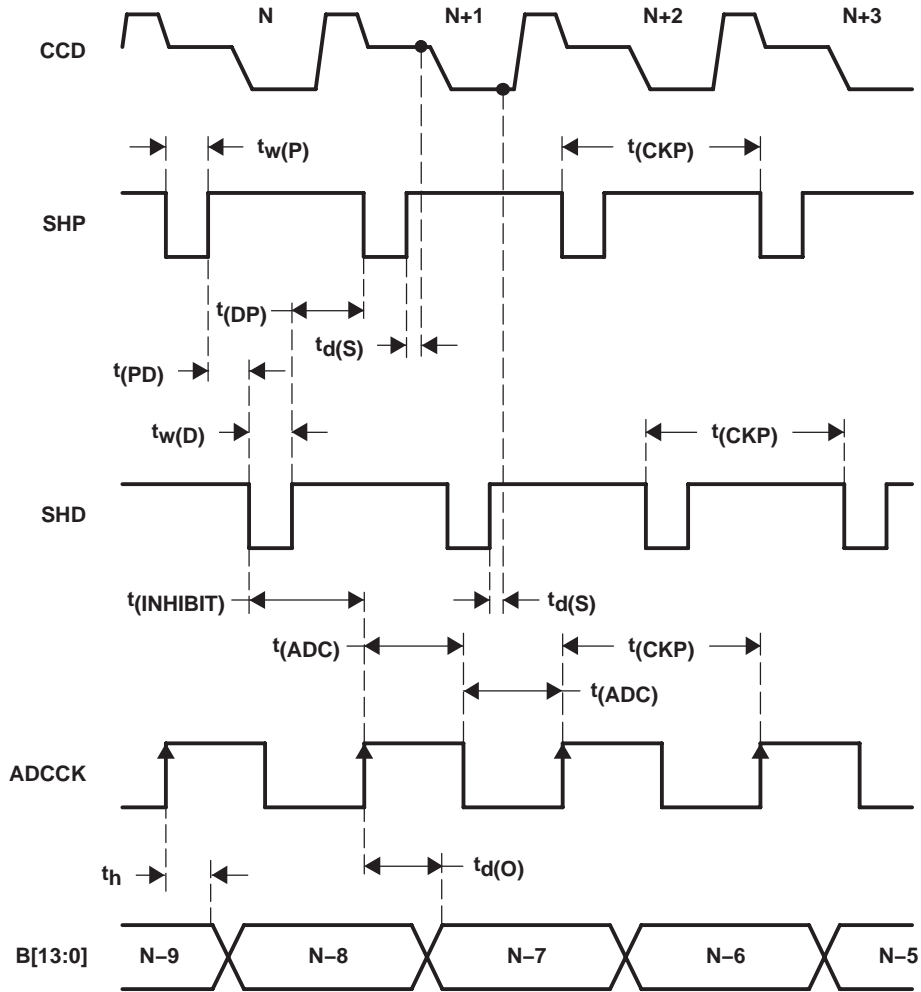 N N+1 N+2 N+3
CCD
tw(P) t(CKP)
SHP
t(DP)
td(S)
t(PD)
tw(D) t(CKP)
SHD
t(INHIBIT) td(S)
t(ADC) t(CKP)
t(ADC)
ADCCK
th td(O)
B[13:0] N–9 N–8 N–7 N–6 N–5